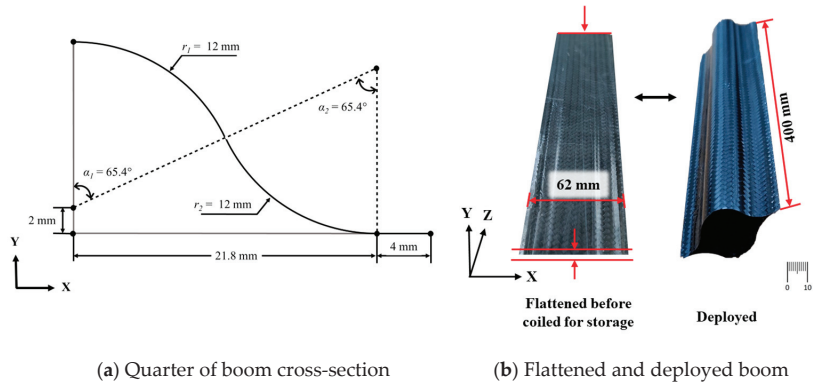 r₁ = 12 mm
α₂ = 65.4°
α₁ = 65.4°
r₂ = 12 mm
2 mm
21.8 mm
4 mm
Y
X
400 mm
62 mm
Y
Z
X
0 10
Flattened before
coiled for storage
Deployed
(a) Quarter of boom cross-section
(b) Flattened and deployed boom